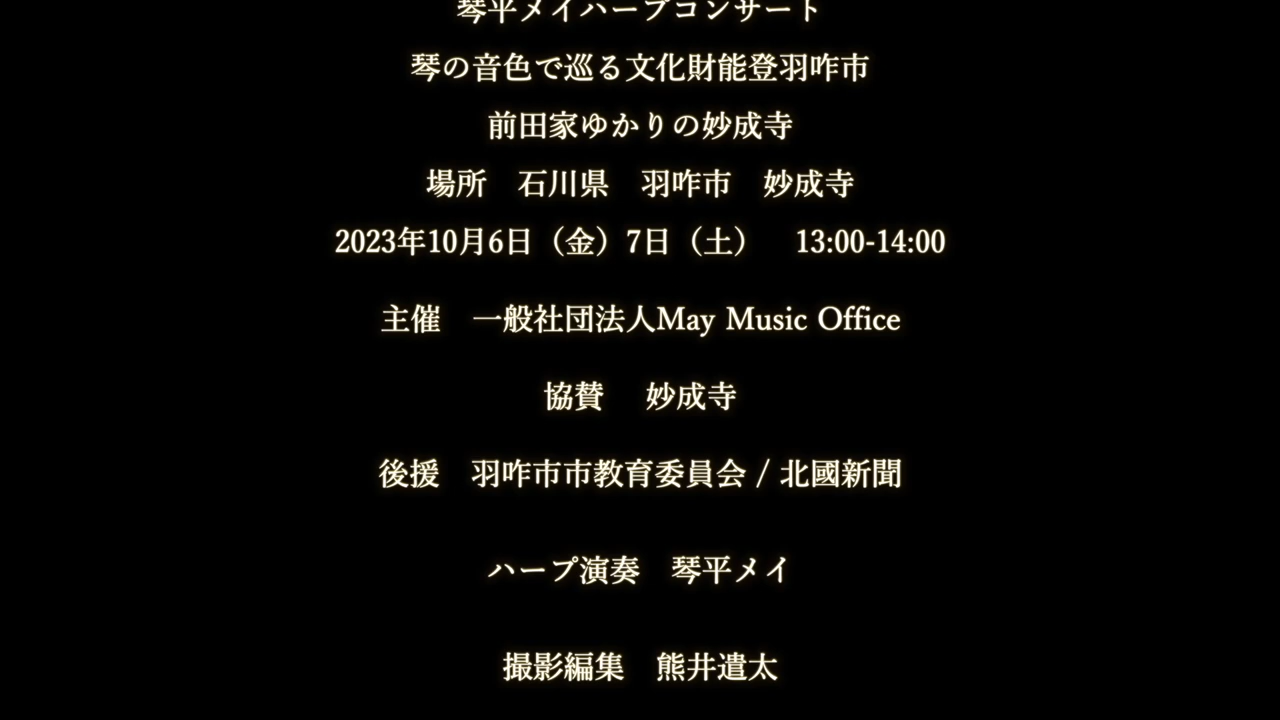 琴平メイハープコンサート
琴の音色で巡る文化財能登羽咋市
前田家ゆかりの妙成寺
場所　石川県　羽咋市　妙成寺
2023年10月6日（金）7日（土）　13:00-14:00
主催　一般社団法人May Music Office
協賛　妙成寺
後援　羽咋市市教育委員会 / 北國新聞
ハープ演奏　琴平メイ
撮影編集　熊井遣太